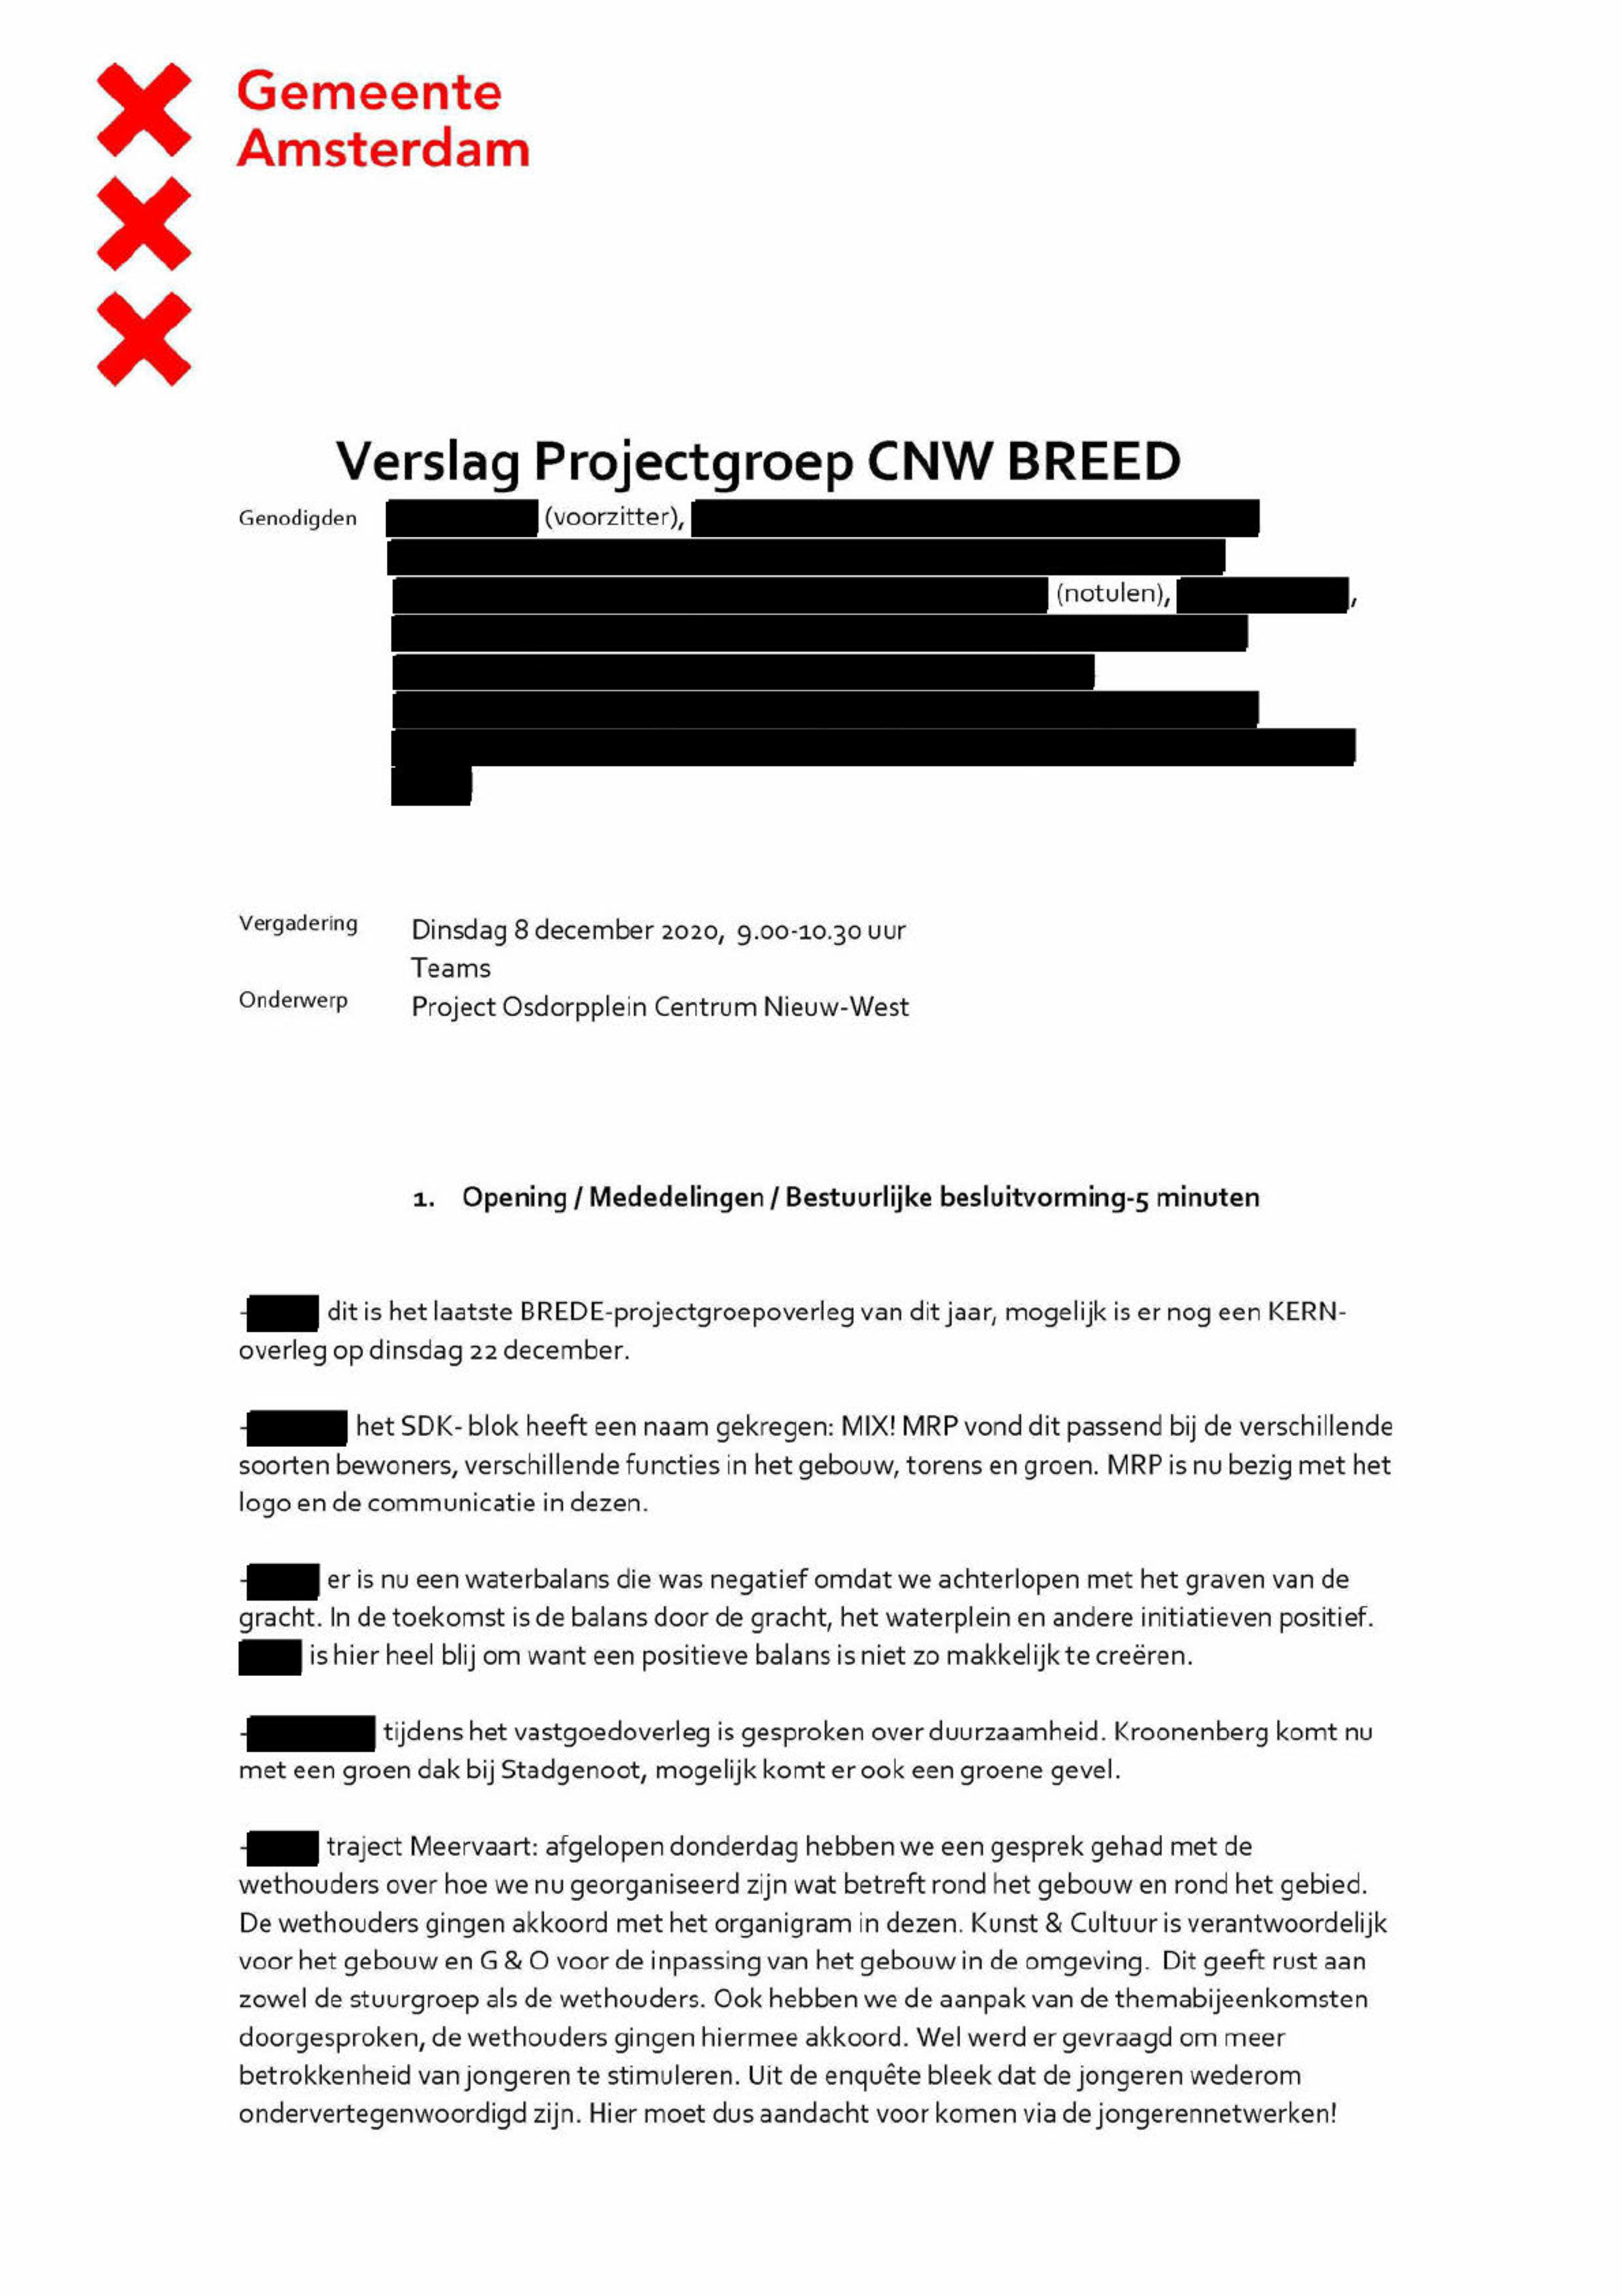 Gemeente
Amsterdam
Verslag Projectgroep CNW BREED
Genodigden (voorzitter),
(notulen), ,
Vergadering Dinsdag 8 december 2020, 9.00-10.30 uur
Teams
Onderwerp Project Osdorpplein Centrum Nieuw-West
1. Opening / Mededelingen / Bestuurlijke besluitvorming-5 minuten
- dit is het laatste BREDE-projectgroepoverleg van dit jaar, mogelijk is er nog een KERN-
overleg op dinsdag 22 december.
- het SDK- blok heeft een naam gekregen: MIX! MRP vond dit passend bij de verschillende
soorten bewoners, verschillende functies in het gebouw, torens en groen. MRP is nu bezig met het
logo en de communicatie in dezen.
- er is nu een waterbalans die was negatief omdat we achterlopen met het graven van de
gracht. In de toekomst is de balans door de gracht, het waterplein en andere initiatieven positief.
is hier heel blij om want een positieve balans is niet zo makkelijk te creëren.
- tijdens het vastgoedoverleg is gesproken over duurzaamheid. Kroonenberg komt nu
met een groen dak bij Stadgenoot, mogelijk komt er ook een groene gevel.
- traject Meervaart: afgelopen donderdag hebben we een gesprek gehad met de
wethouders over hoe we nu georganiseerd zijn wat betreft rond het gebouw en rond het gebied.
De wethouders gingen akkoord met het organigram in dezen. Kunst & Cultuur is verantwoordelijk
voor het gebouw en G & O voor de inpassing van het gebouw in de omgeving. Dit geeft rust aan
zowel de stuurgroep als de wethouders. Ook hebben we de aanpak van de themabijeenkomsten
doorgesproken, de wethouders gingen hiermee akkoord. Wel werd er gevraagd om meer
betrokkenheid van jongeren te stimuleren. Uit de enquête bleek dat de jongeren wederom
ondervertegenwoordigd zijn. Hier moet dus aandacht voor komen via de jongerennetwerken!